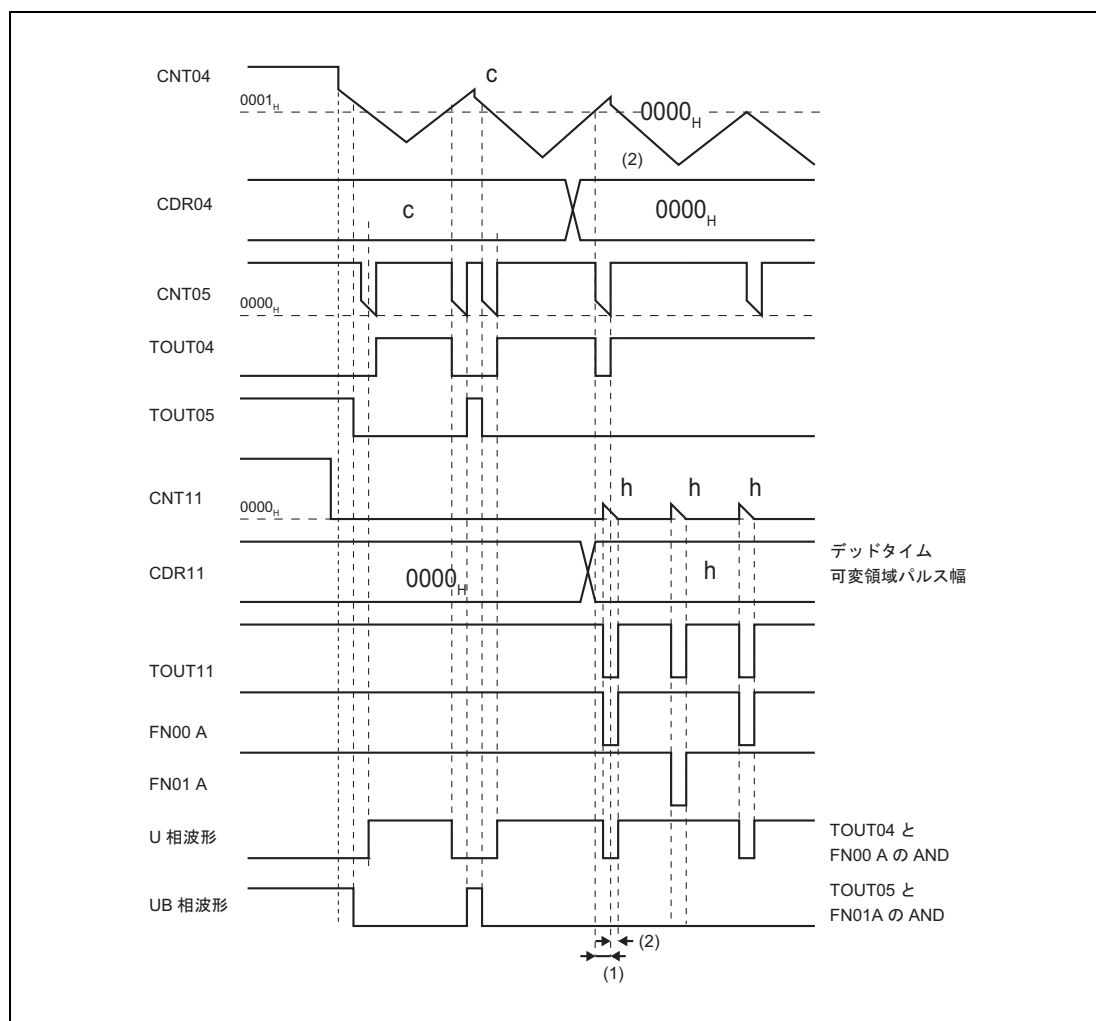 CNT04
c
0001H
0000H
(2)
CDR04
c
0000H
CNT05
0000H
TOUT04
TOUT05
CNT11
h
h
h
0000H
CDR11
0000H
h
デッドタイム
可変領域パルス幅
TOUT11
FN00 A
FN01 A
U 相波形
TOUT04 と
FN00 A の AND
UB 相波形
TOUT05 と
FN01A の AND
(2)
(1)